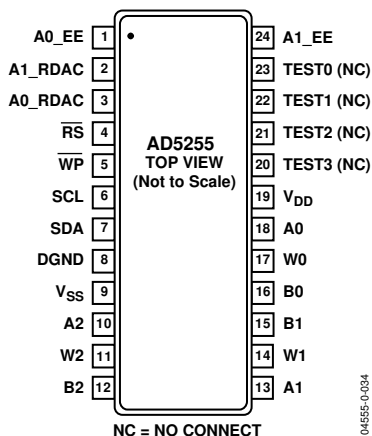 A0_EE 1
A1_RDAC 2
A0_RDAC 3
RS 4
WP 5
SCL 6
SDA 7
DGND 8
VSS 9
A2 10
W2 11
B2 12
AD5255
TOP VIEW
(Not to Scale)
24 A1_EE
23 TEST0 (NC)
22 TEST1 (NC)
21 TEST2 (NC)
20 TEST3 (NC)
19 VDD
18 A0
17 W0
16 B0
15 B1
14 W1
13 A1
NC = NO CONNECT
04555-0-034